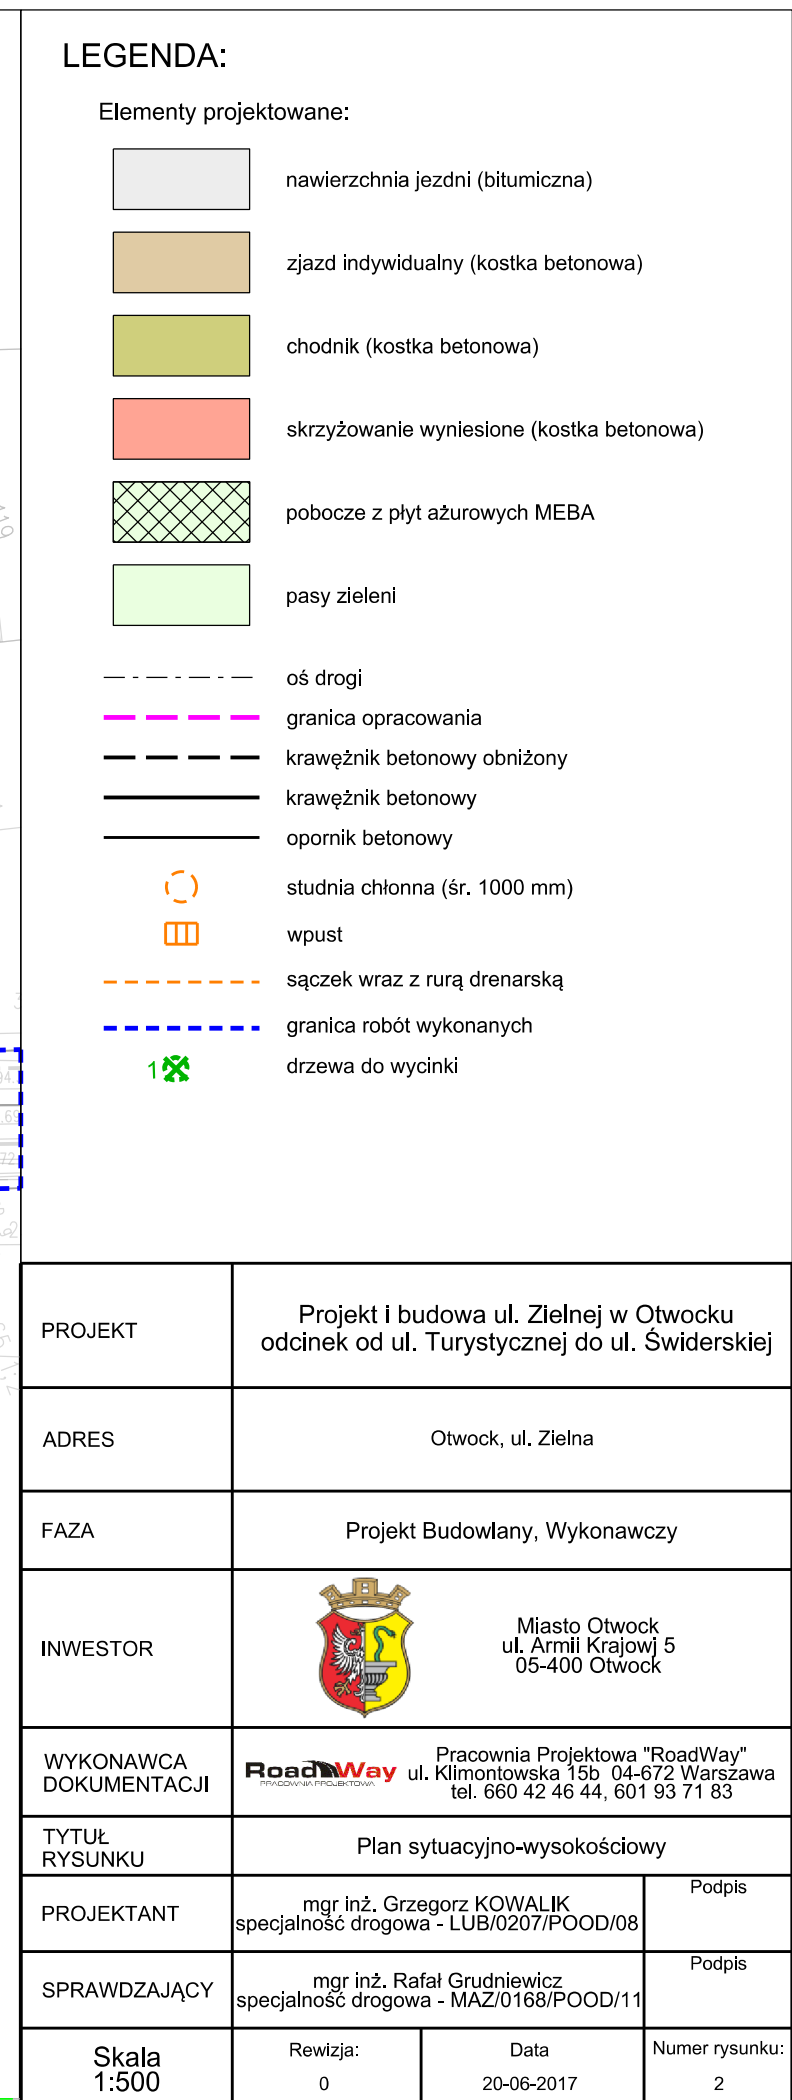 LEGENDA:
Elementy projektowane:
nawierzchnia jezdni (bitumiczna)
zjazd indywidualny (kostka betonowa)
chodnik (kostka betonowa)
skrzyżowanie wyniesione (kostka betonowa)
pobocze z płyt ażurowych MEBA
pasy zieleni
oś drogi
granica opracowania
krawężnik betonowy obniżony
krawężnik betonowy
opornik betonowy
studnia chłonna (śr. 1000 mm)
wpust
sączek wraz z rurą drenarską
granica robót wykonanych
1 drzewa do wycinki
PROJEKT
Projekt i budowa ul. Zielnej w Otwocku
odcinek od ul. Turystycznej do ul. Świderskiej
ADRES
Otwock, ul. Zielna
FAZA
Projekt Budowlany, Wykonawczy
INWESTOR
Miasto Otwock
ul. Armii Krajowj 5
05-400 Otwock
WYKONAWCA
DOKUMENTACJI
RoadWay
PRACOWNIA PROJEKTOWA
Pracownia Projektowa "RoadWay"
ul. Klimontowska 15b 04-672 Warszawa
tel. 660 42 46 44, 601 93 71 83
TYTUŁ
RYSUNKU
Plan sytuacyjno-wysokościowy
PROJEKTANT
mgr inż. Grzegorz KOWALIK
specjalność drogowa - LUB/0207/POOD/08
Podpis
SPRAWDZAJĄCY
mgr inż. Rafał Grudniewicz
specjalność drogowa - MAZ/0168/POOD/11
Podpis
Skala
1:500
Rewizja:
0
Data
20-06-2017
Numer rysunku:
2